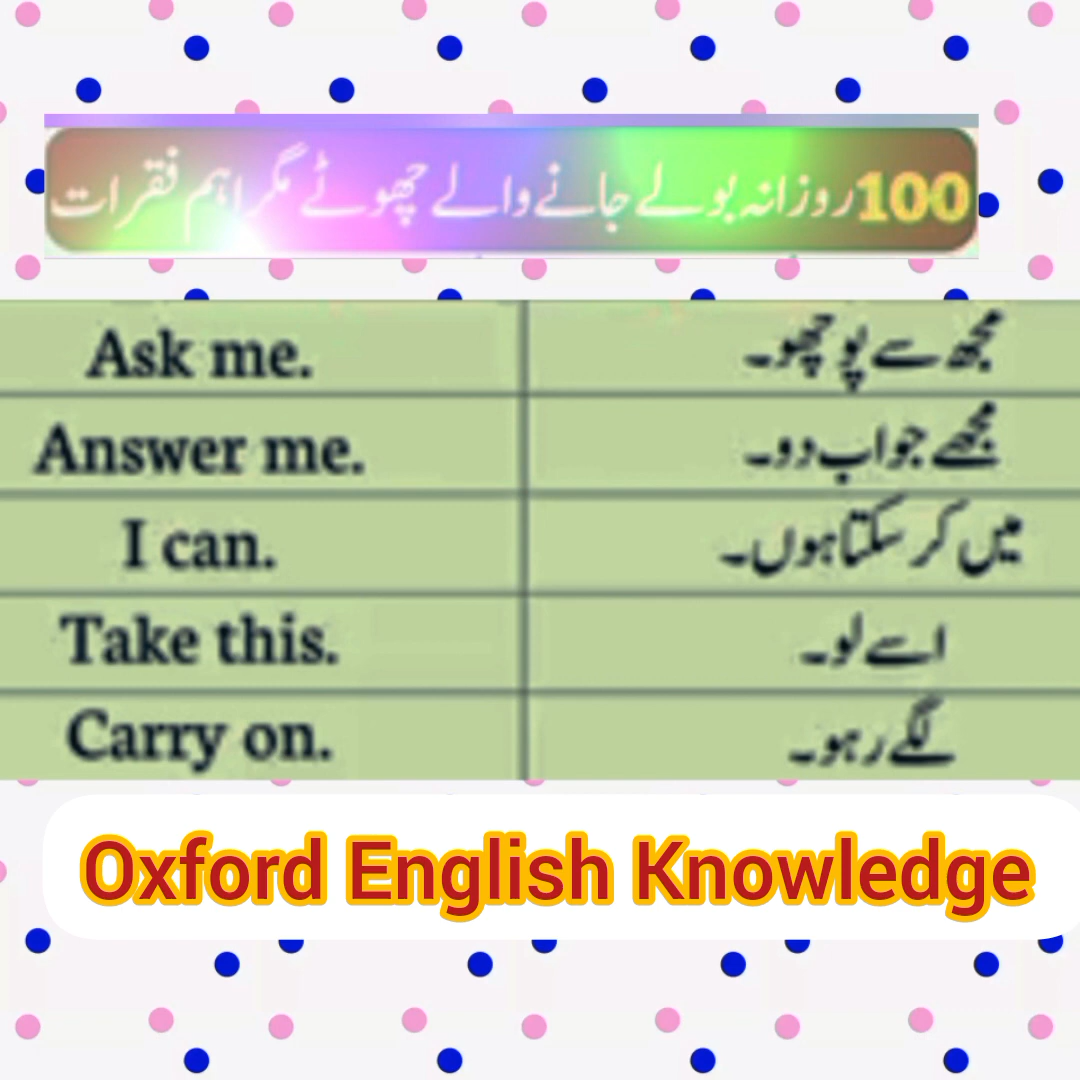 100 روزانہ بولے جانے والے چھوٹے مگر اہم فقرات
Ask me. مجھ سے پوچھو۔
Answer me. مجھے جواب دو۔
I can. میں کر سکتا ہوں۔
Take this. اسے لو۔
Carry on. لگے رہو۔
Oxford English Knowledge